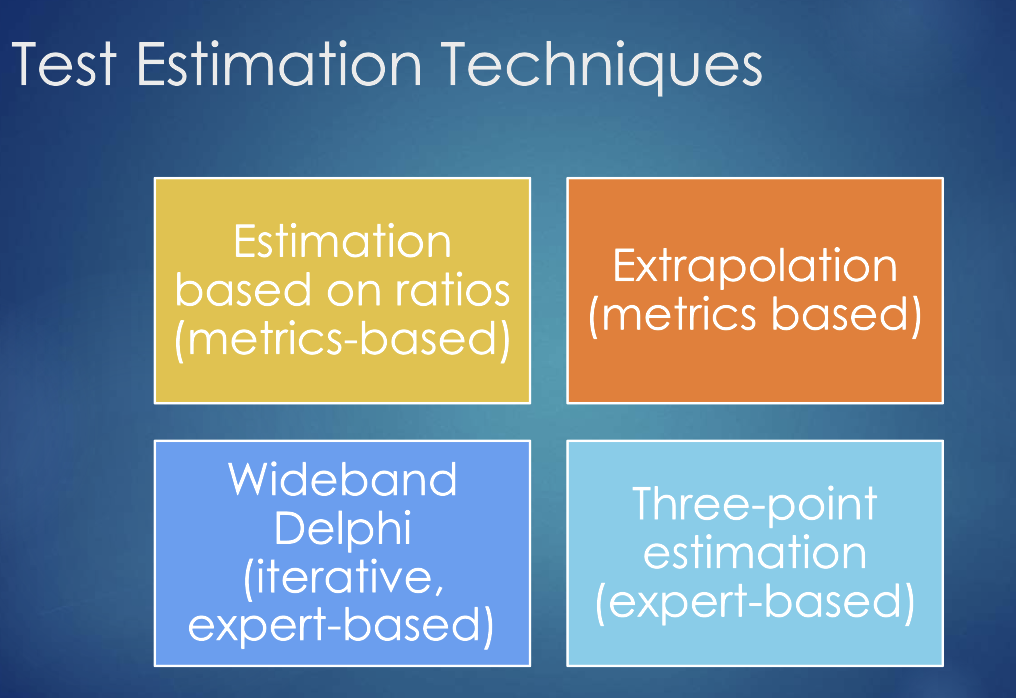 Test Estimation Techniques
Estimation
based on ratios
(metrics-based)
Extrapolation
(metrics based)
Wideband
Delphi
(iterative,
expert-based)
Three-point
estimation
(expert-based)